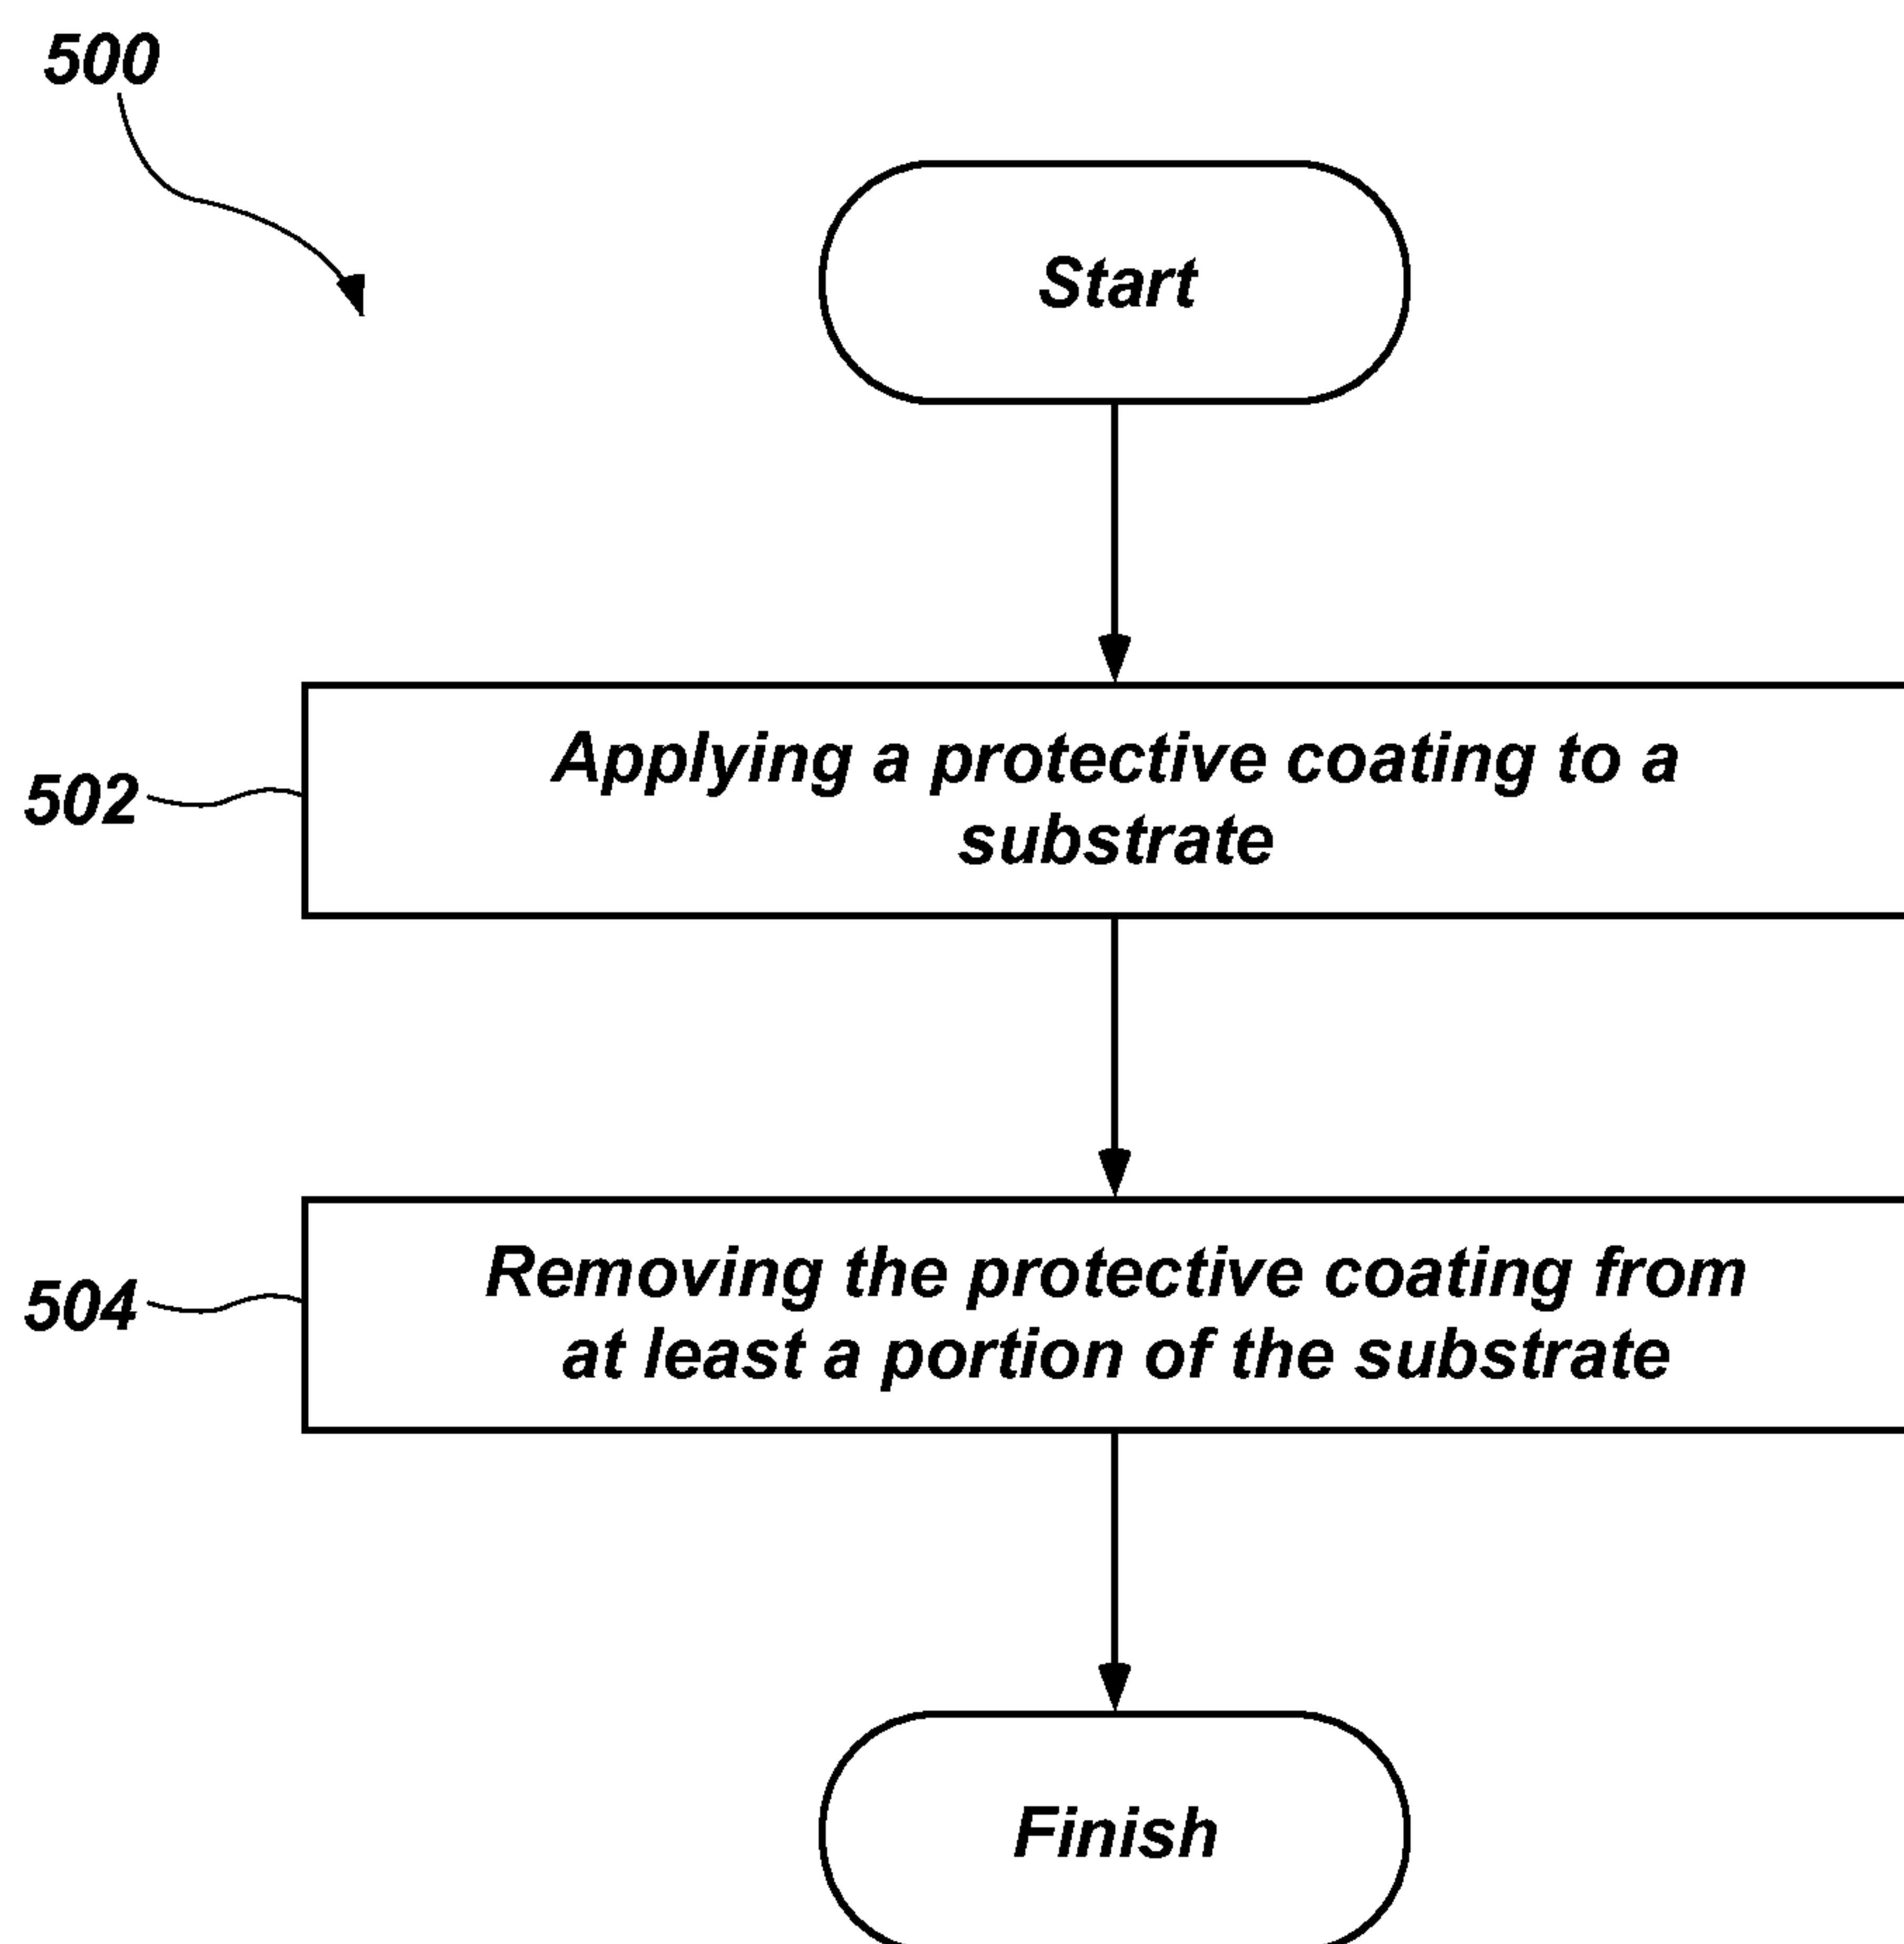 500
Start
502
Applying a protective coating to a
substrate
504
Removing the protective coating from
at least a portion of the substrate
Finish